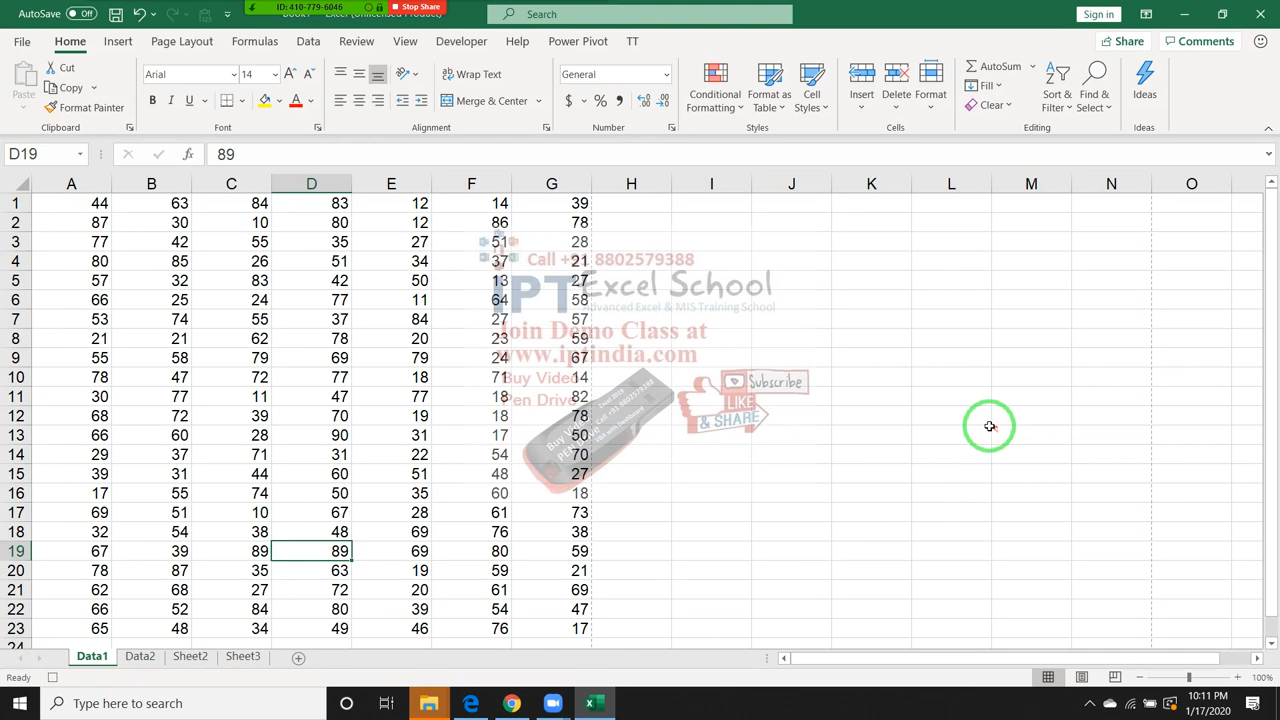 AutoSave Off Book1 - Excel (Unlicensed Product) Search Sign in
ID: 410-779-6046 Stop Share
File Home Insert Page Layout Formulas Data Review View Developer Help Power Pivot TT Share Comments
Paste Cut Copy Format Painter Clipboard
Arial 14 A A B I U A Font
Wrap Text Merge & Center Alignment
General $ % , Number
Conditional Formatting Format as Table Cell Styles Styles
Insert Delete Format Cells
AutoSum Fill Clear Sort & Filter Find & Select Editing
Ideas Ideas
D19 fx 89
A B C D E F G H I J K L M N O
1 44 63 84 83 12 14 39
2 87 30 10 80 12 86 78
3 77 42 55 35 27 51 28
4 80 85 26 51 34 37 21
5 57 32 83 42 50 13 27
6 66 25 24 77 11 64 58
7 53 74 55 37 84 27 57
8 21 21 62 78 20 23 59
9 55 58 79 69 79 24 67
10 78 47 72 77 18 71 14
11 30 77 11 47 77 18 82
12 68 72 39 70 19 18 78
13 66 60 28 90 31 17 50
14 29 37 71 31 22 54 70
15 39 31 44 60 51 48 27
16 17 55 74 50 35 60 18
17 69 51 10 67 28 61 73
18 32 54 38 48 69 76 38
19 67 39 89 89 69 80 59
20 78 87 35 63 19 59 21
21 62 68 27 72 20 61 69
22 66 52 84 80 39 54 47
23 65 48 34 49 46 76 17
24
Call +91 8802579388
IPT Excel School
Advanced Excel & MIS Training School
Join Demo Class at
www.iptindia.com
Buy Video
Pen Drive
Subscribe
LIKE
& SHARE
Data1 Data2 Sheet2 Sheet3
Ready 100%
Type here to search
10:11 PM
1/17/2020